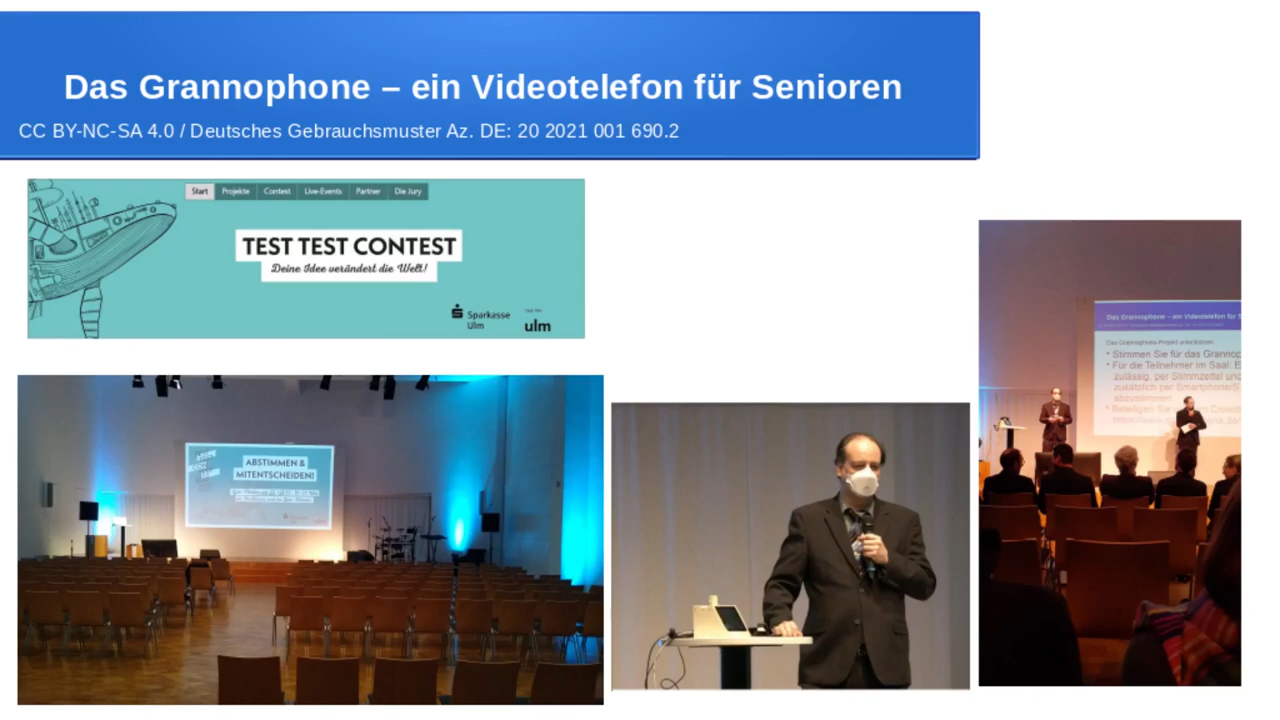 Das Grannophone – ein Videotelefon für Senioren
CC BY-NC-SA 4.0 / Deutsches Gebrauchsmuster Az. DE: 20 2021 001 690.2
Start Projekte Contest Live-Events Partner Die Jury
TEST TEST CONTEST
Deine Idee verändert die Welt!
Sparkasse
Ulm
ulm
ABSTIMMEN &
MITENTSCHEIDEN!
Das Grannophone – ein Videotelefon für S
Das Grannophone-Projekt unterstützen:
Stimmen Sie für das Grannop
Für die Teilnehmer im Saal: E
zulässig, per Stimmzettel und
zusätzlich per Smartphone/S
abzustimmen
Beteiligen Sie
Crowd